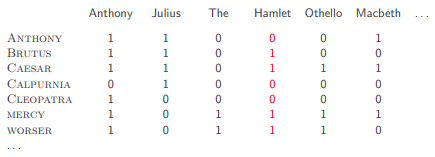 Anthony Julius The Hamlet Othello Macbeth ...
ANTHONY 1 1 0 0 0 1
BRUTUS 1 1 0 1 0 0
CAESAR 1 1 0 1 1 1
CALPURNIA 0 1 0 0 0 0
CLEOPATRA 1 0 0 0 0 0
MERCY 1 0 1 1 1 1
WORSER 1 0 1 1 1 0
...